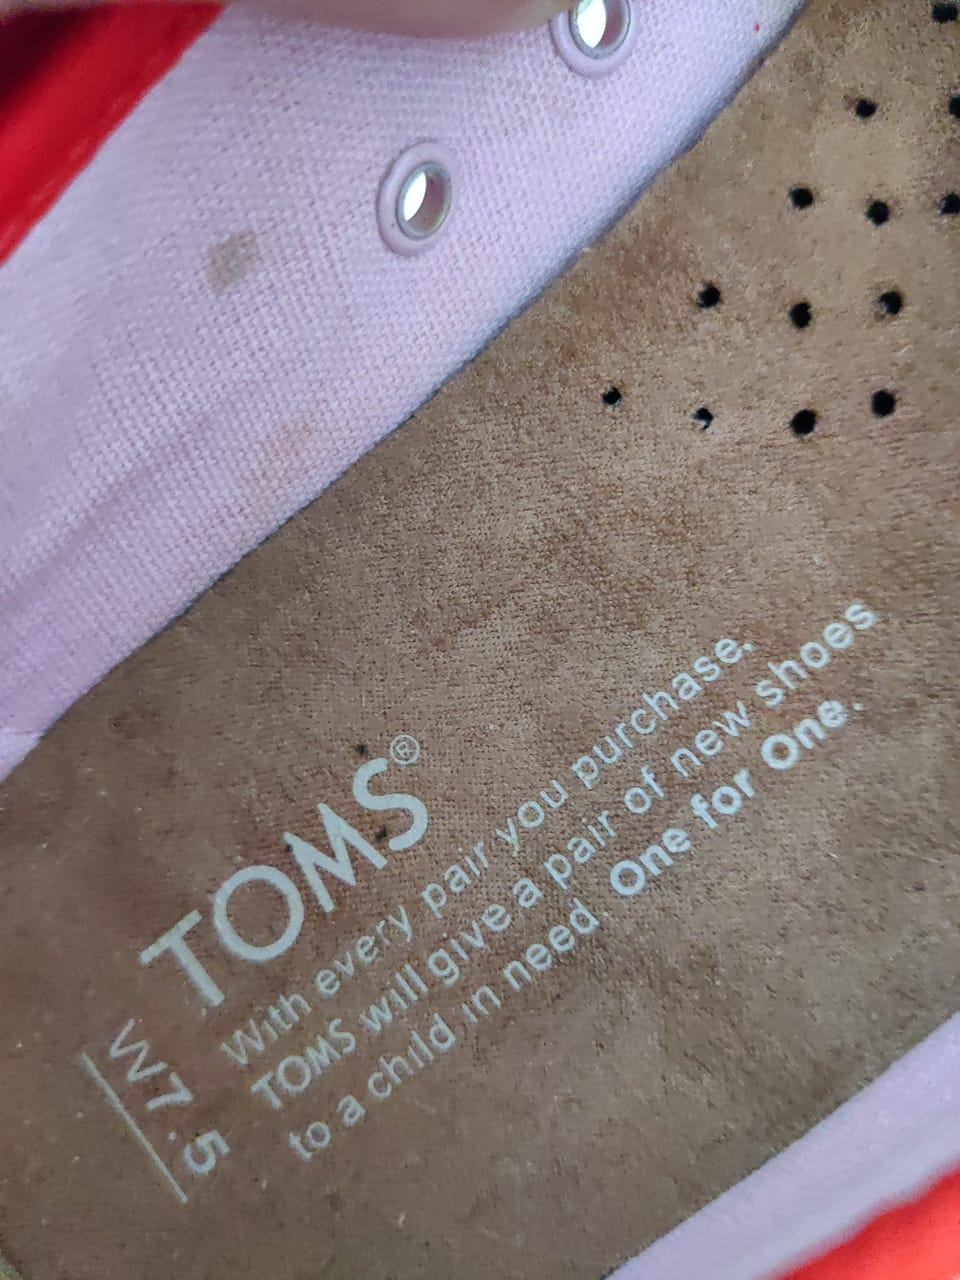 TOMS®
With every pair you purchase.
TOMS will give a pair of new shoes
to a child in need. One for One.
W7.5